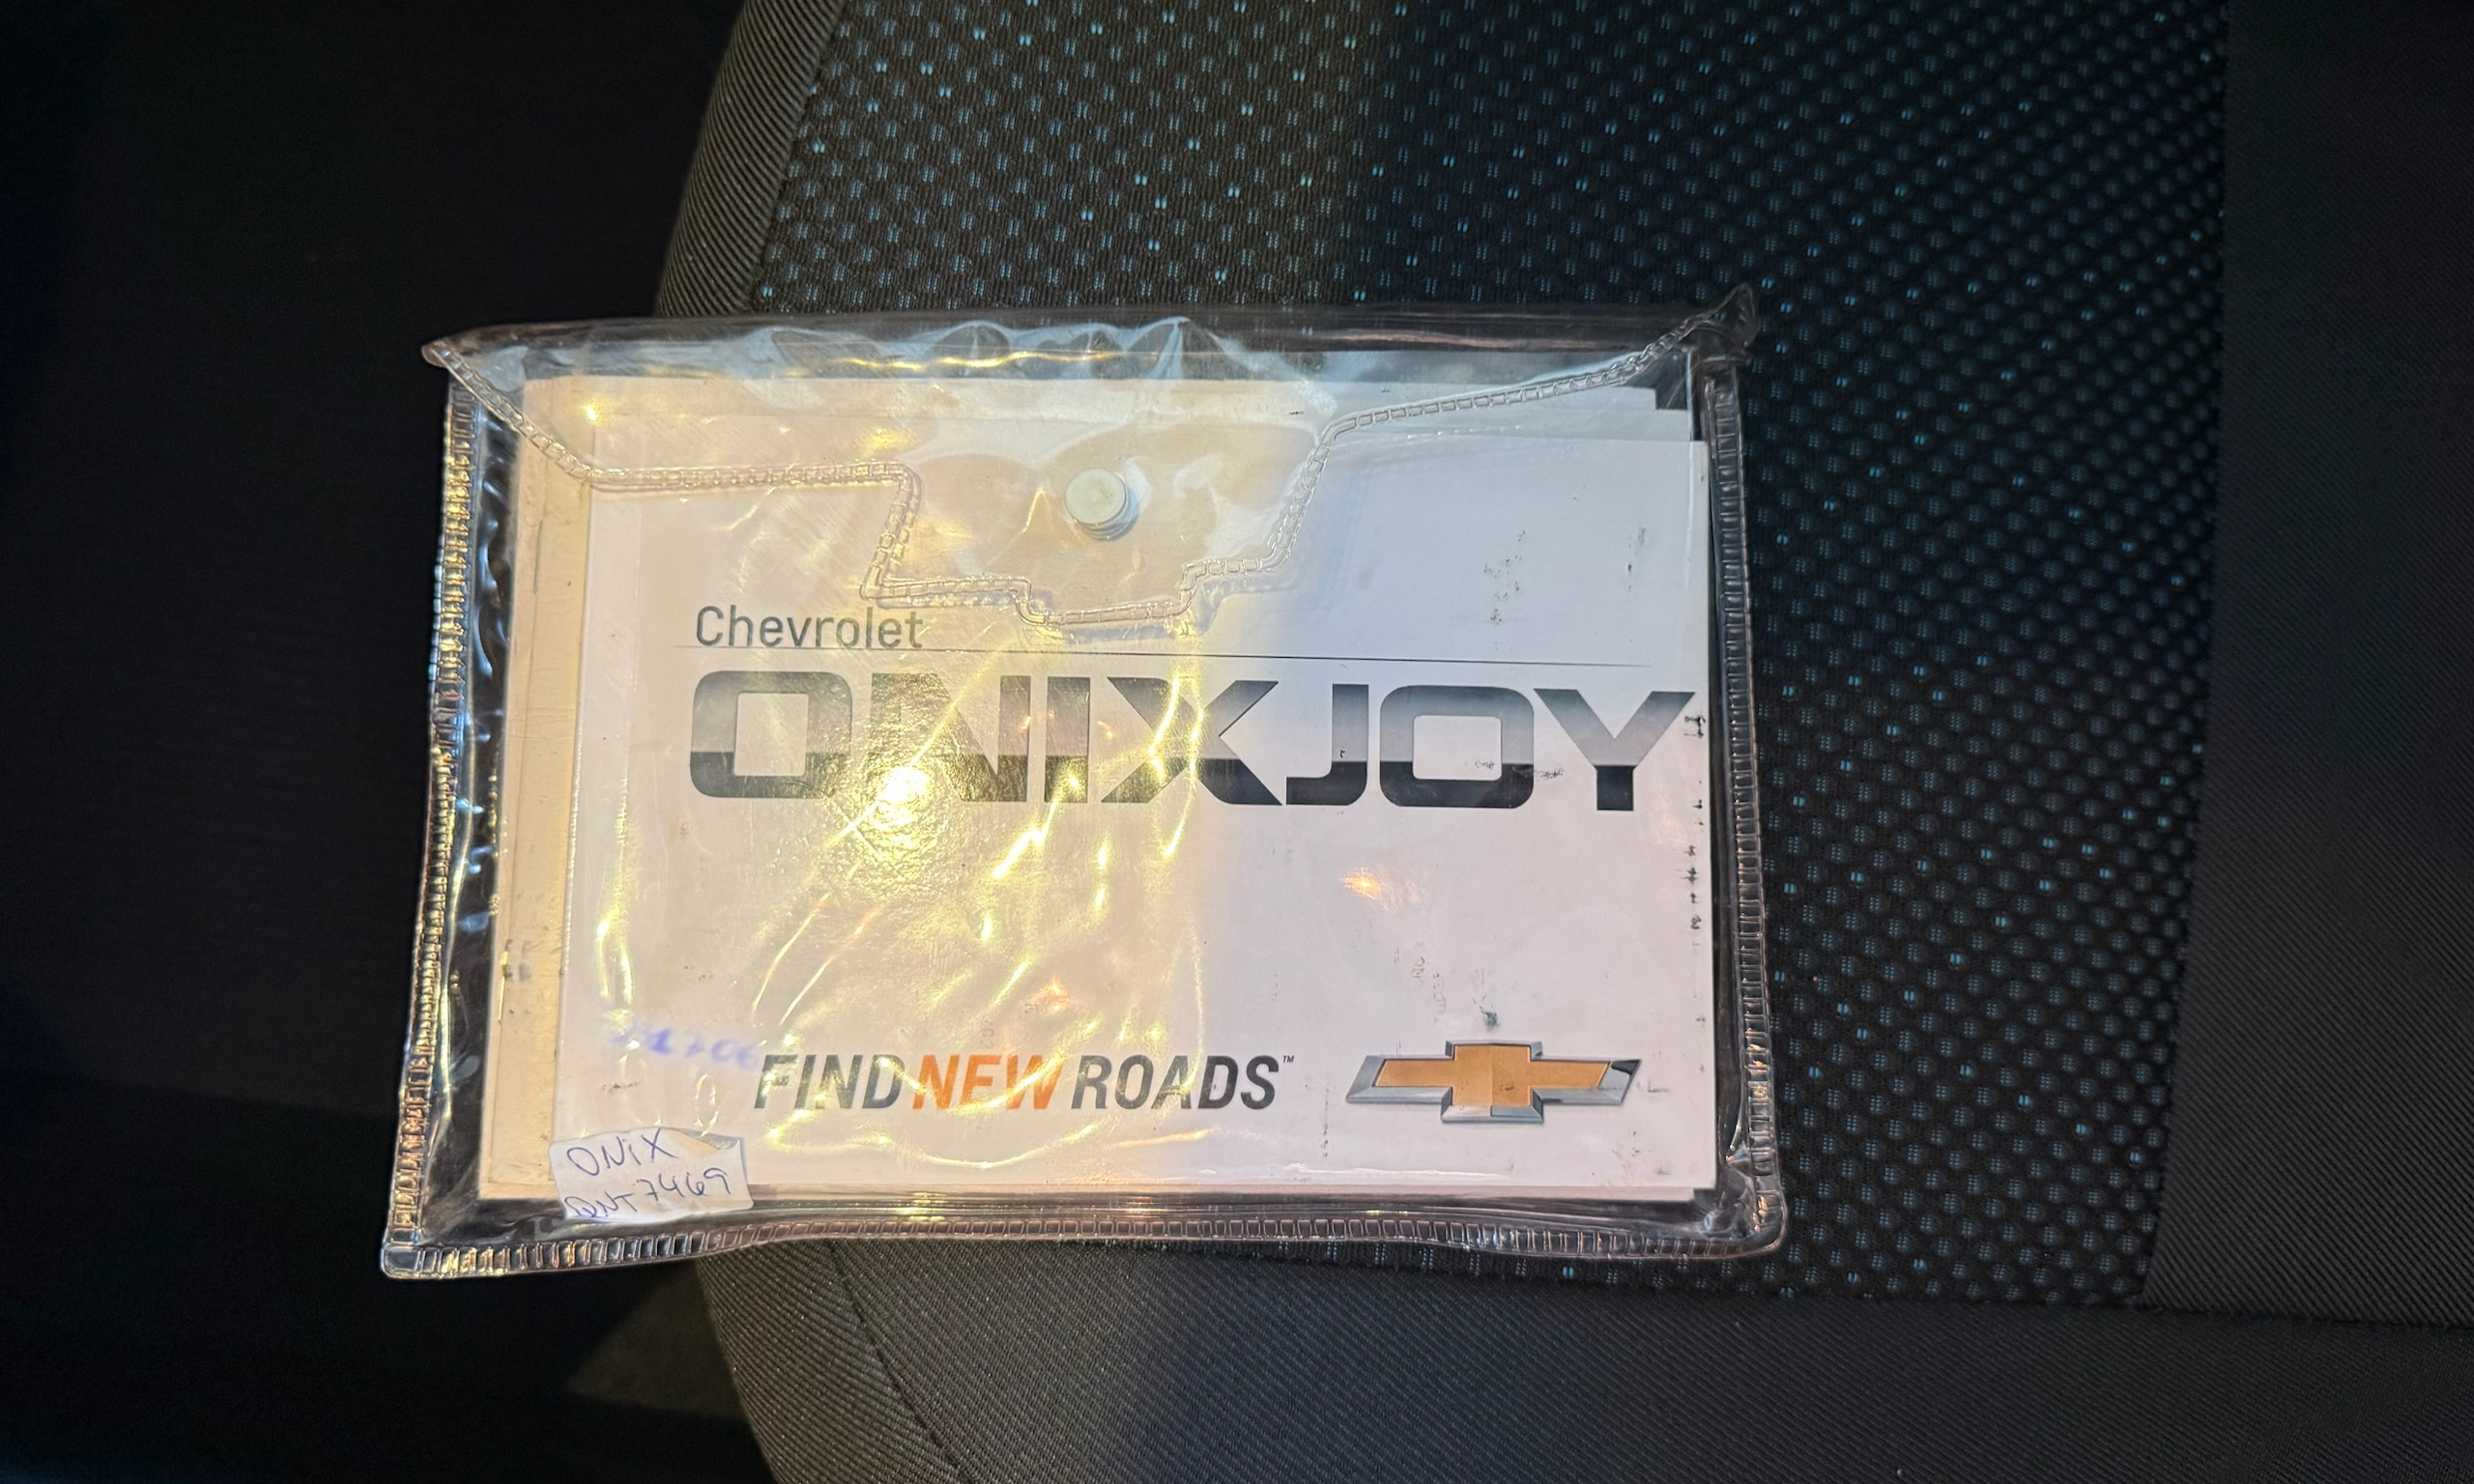 Chevrolet
ONIXJOY
FIND NEW ROADS™
ONiX
QNT7469